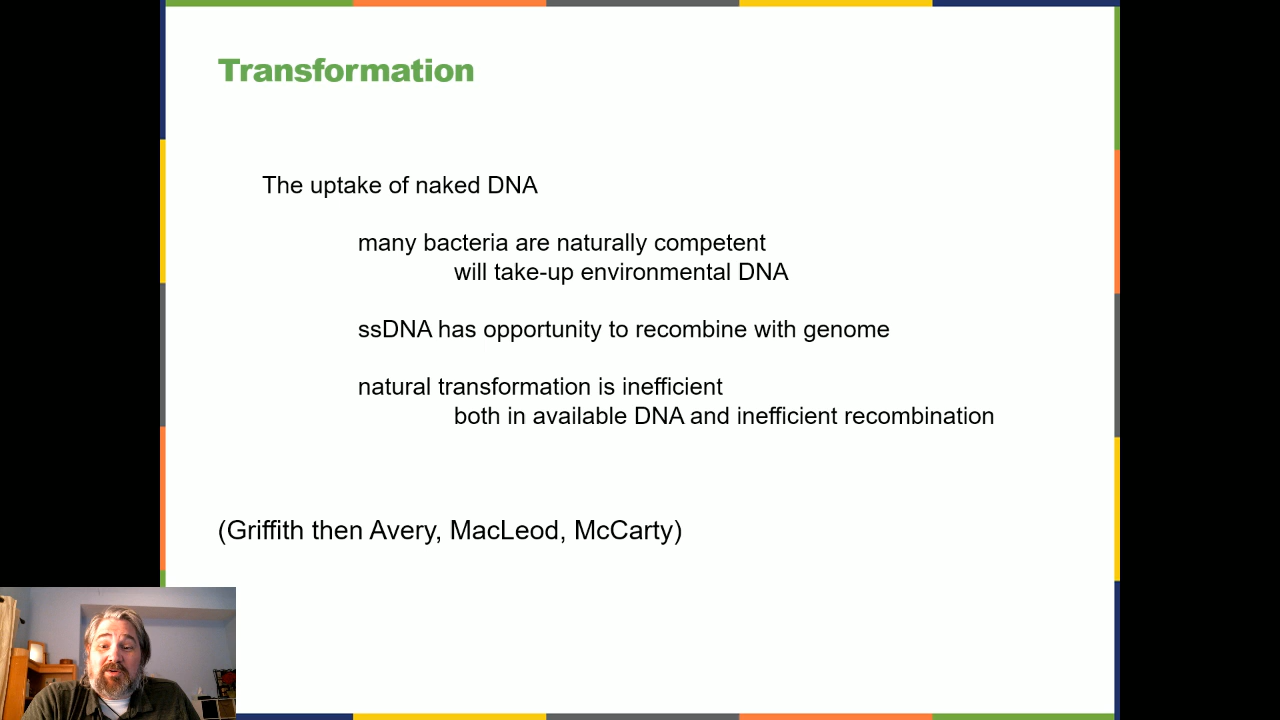 Transformation
The uptake of naked DNA
many bacteria are naturally competent
will take-up environmental DNA
ssDNA has opportunity to recombine with genome
natural transformation is inefficient
both in available DNA and inefficient recombination
(Griffith then Avery, MacLeod, McCarty)